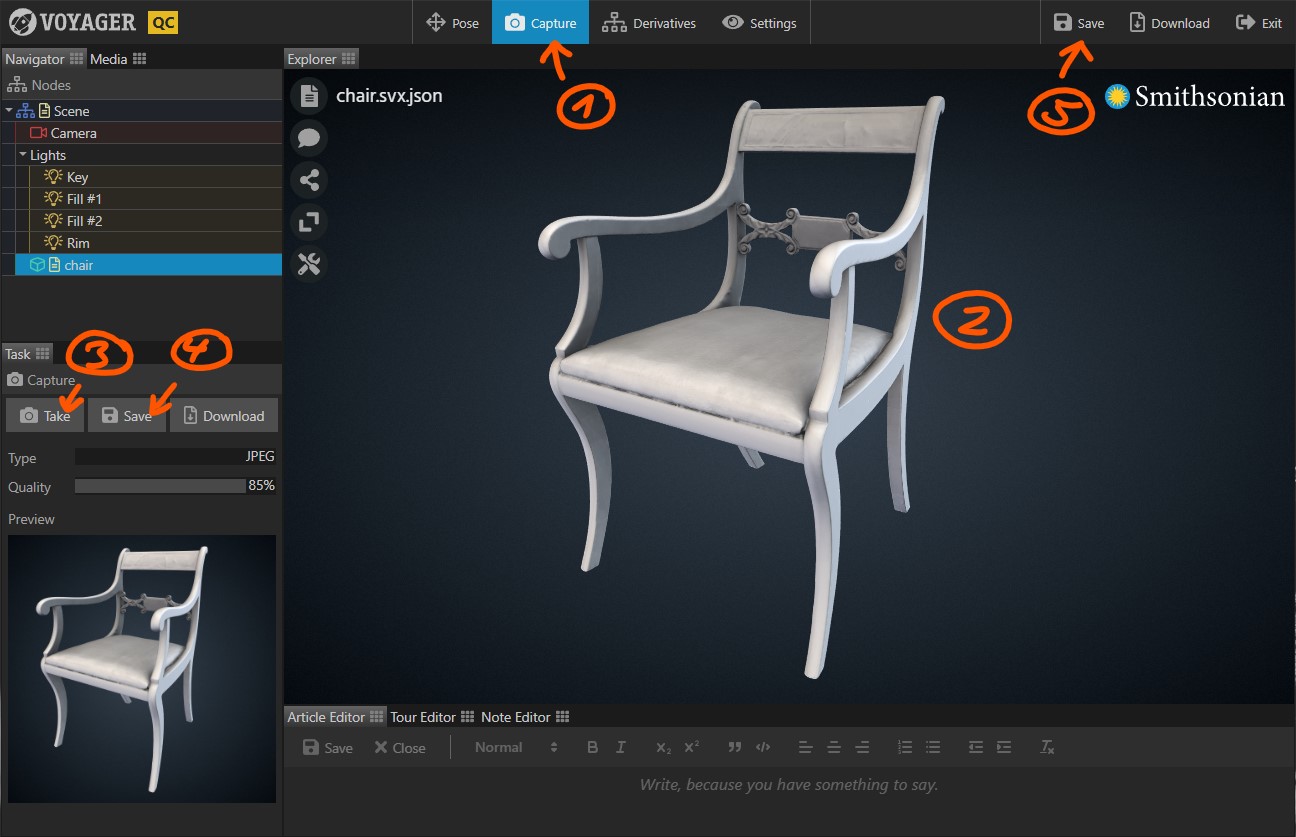 VOYAGER QC Pose Capture Derivatives Settings Save Download Exit
Navigator Media Explorer
Nodes
chair.svx.json
1
5
Smithsonian
Scene
Camera
Lights
Key
Fill #1
Fill #2
Rim
chair
2
Task
3
4
Capture
Take Save Download
Type JPEG
Quality 85%
Preview
Article Editor Tour Editor Note Editor
Save Close Normal B I X₂ X² ” </> Tx
Write, because you have something to say.